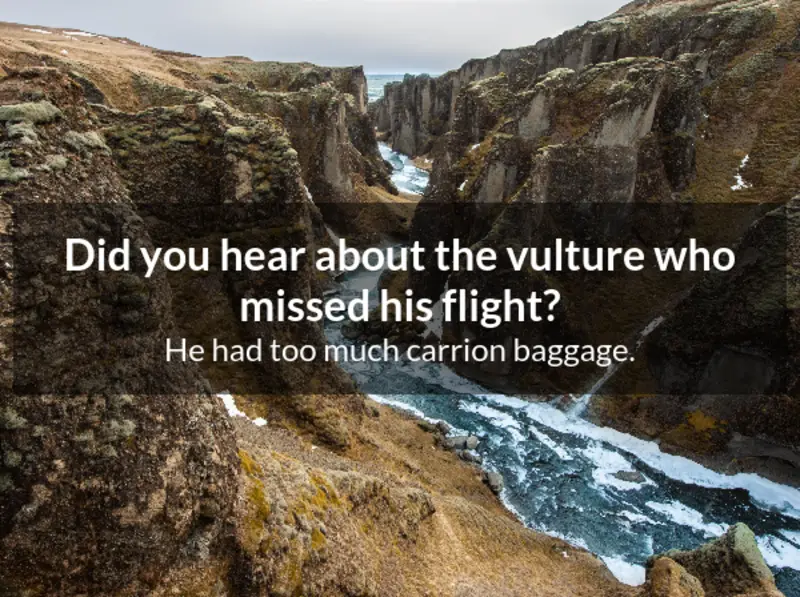 Did you hear about the vulture who
missed his flight?
He had too much carrion baggage.